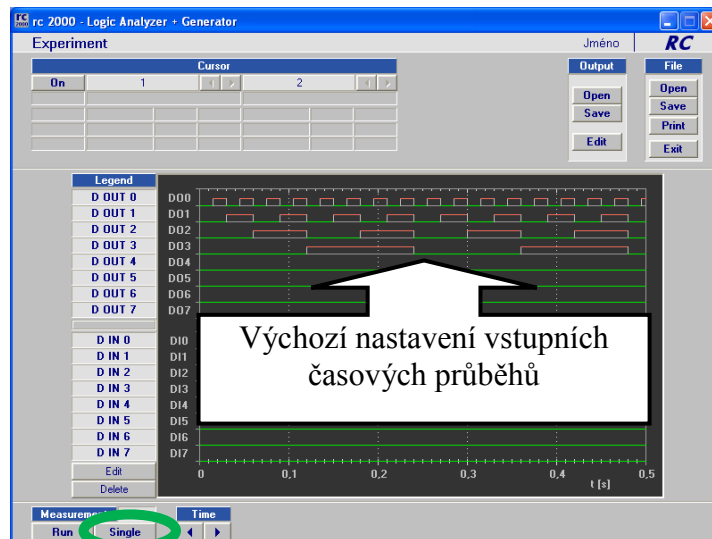 RC 2000
rc 2000 - Logic Analyzer + Generator
Experiment
Jméno
RC
Cursor
On 1 2
Output
Open
Save
Edit
File
Open
Save
Print
Exit
Legend
D OUT 0
D OUT 1
D OUT 2
D OUT 3
D OUT 4
D OUT 5
D OUT 6
D OUT 7
D IN 0
D IN 1
D IN 2
D IN 3
D IN 4
D IN 5
D IN 6
D IN 7
Edit
Delete
DO0
DO1
DO2
DO3
DO4
DO5
DO6
DO7
DI0
DI1
DI2
DI3
DI4
DI5
DI6
DI7
Výchozí nastavení vstupních
časových průběhů
0 0,1 0,2 0,3 0,4 0,5
t [s]
Time
Run Single